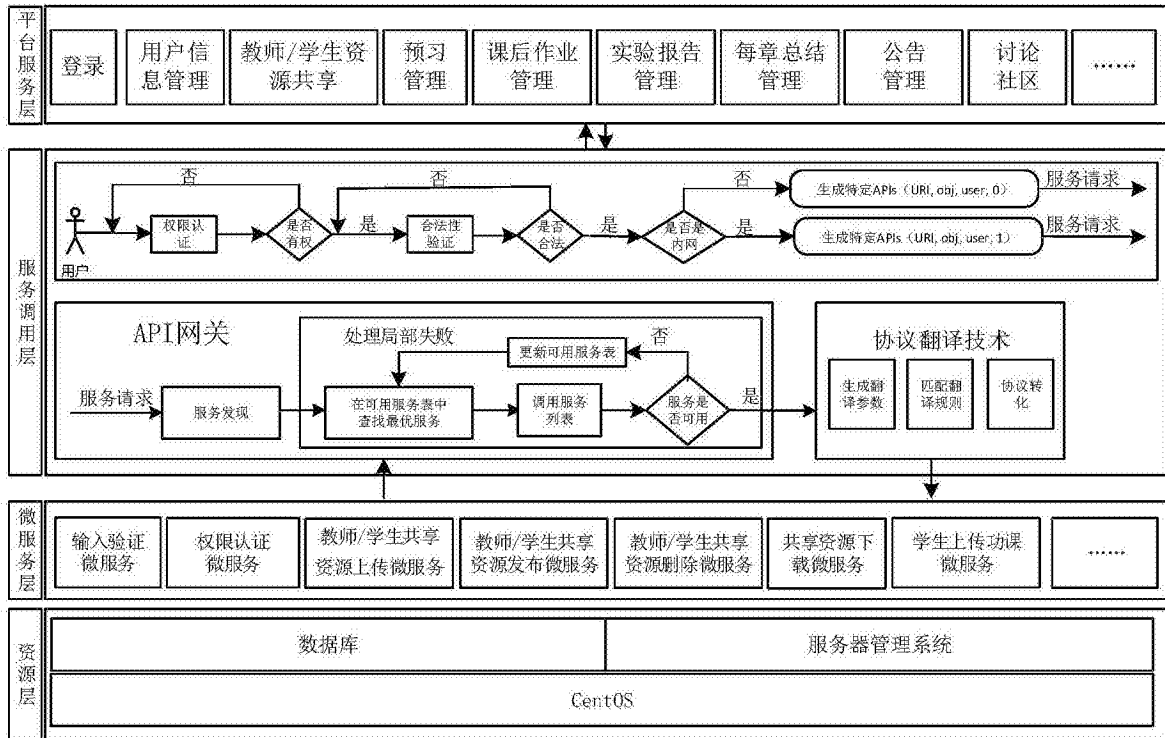 平台服务层
登录
用户信
息管理
教师/学生资
源共享
预习
管理
课后作业
管理
实验报告
管理
每章总结
管理
公告
管理
讨论
社区
……
服务调用层
否
否
否
生成特定APIs（URI, obj, user, 0）
服务请求
用户
权限认
证
是否
有权
是
合法性
验证
是否
合法
是
是否是
内网
是
生成特定APIs（URI, obj, user, 1）
服务请求
API网关
处理局部失败
更新可用服务表
否
服务请求
服务发现
在可用服务表中
查找最优服务
调用服务
列表
服务是
否可用
是
协议翻译技术
生成翻
译参数
匹配翻
译规则
协议转
化
微服务层
输入验证
微服务
权限认证
微服务
教师/学生共享
资源上传微服务
教师/学生共享
资源发布微服务
教师/学生共享
资源删除微服务
共享资源下
载微服务
学生上传功课
微服务
……
资源层
数据库
服务器管理系统
CentOS